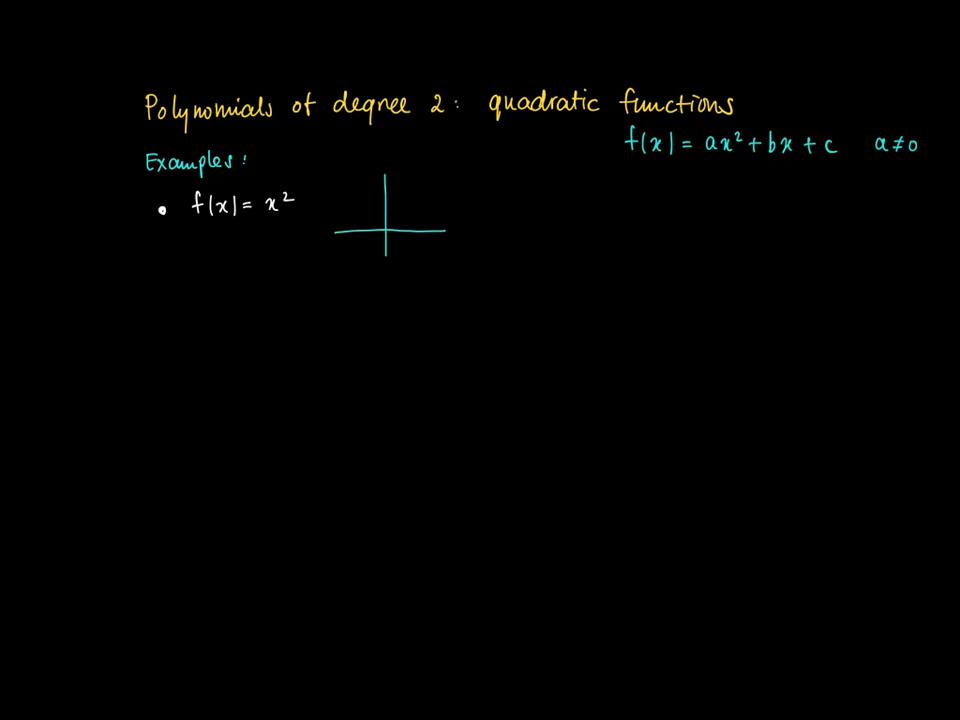 Polynomials of degree 2: quadratic functions
f(x) = ax² + bx + c a ≠ 0
Examples:
• f(x) = x²